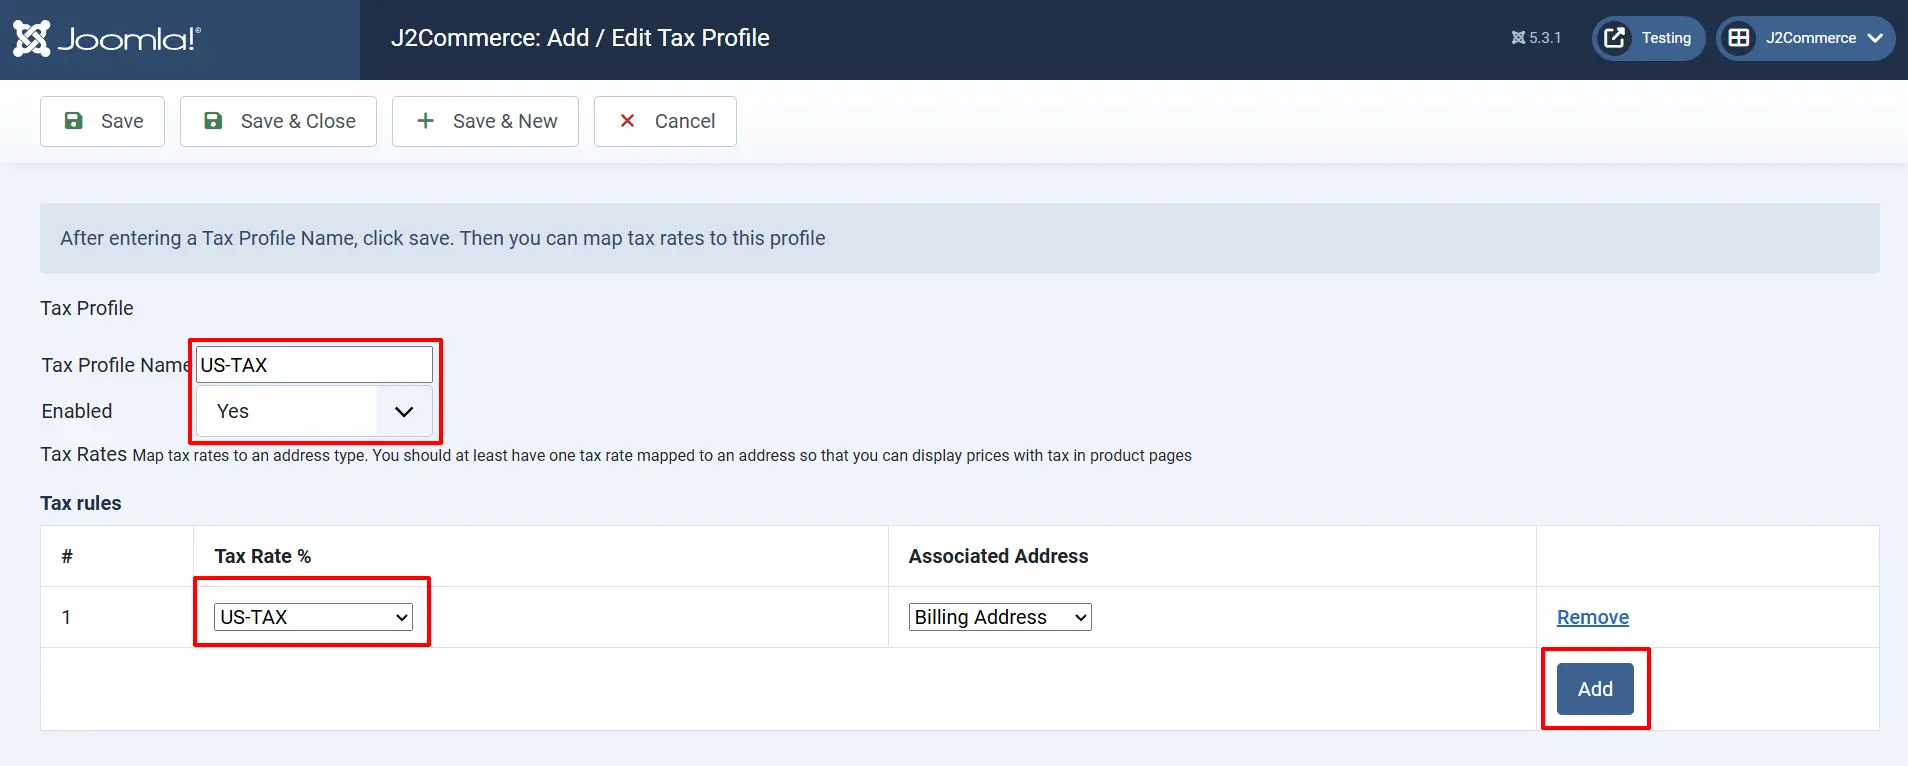 Joomla!®
J2Commerce: Add / Edit Tax Profile
5.3.1
Testing
J2Commerce
Save
Save & Close
Save & New
Cancel
After entering a Tax Profile Name, click save. Then you can map tax rates to this profile
Tax Profile
Tax Profile Name US-TAX
Enabled Yes
Tax Rates Map tax rates to an address type. You should at least have one tax rate mapped to an address so that you can display prices with tax in product pages
Tax rules
# Tax Rate % Associated Address
1 US-TAX Billing Address Remove
Add